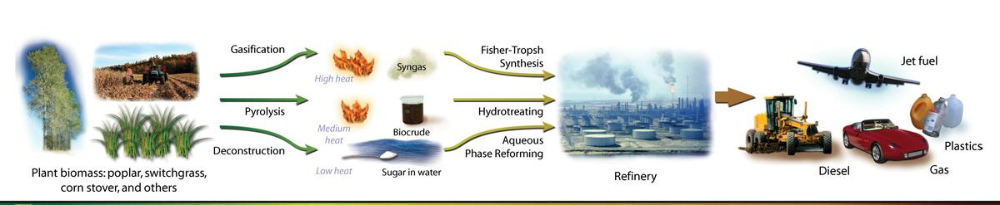 Gasification
High heat
Syngas
Fisher-Tropsh
Synthesis
Pyrolysis
Medium
heat
Biocrude
Hydrotreating
Deconstruction
Low heat
Sugar in water
Aqueous
Phase Reforming
Plant biomass: poplar, switchgrass,
corn stover, and others
Refinery
Jet fuel
Plastics
Diesel
Gas